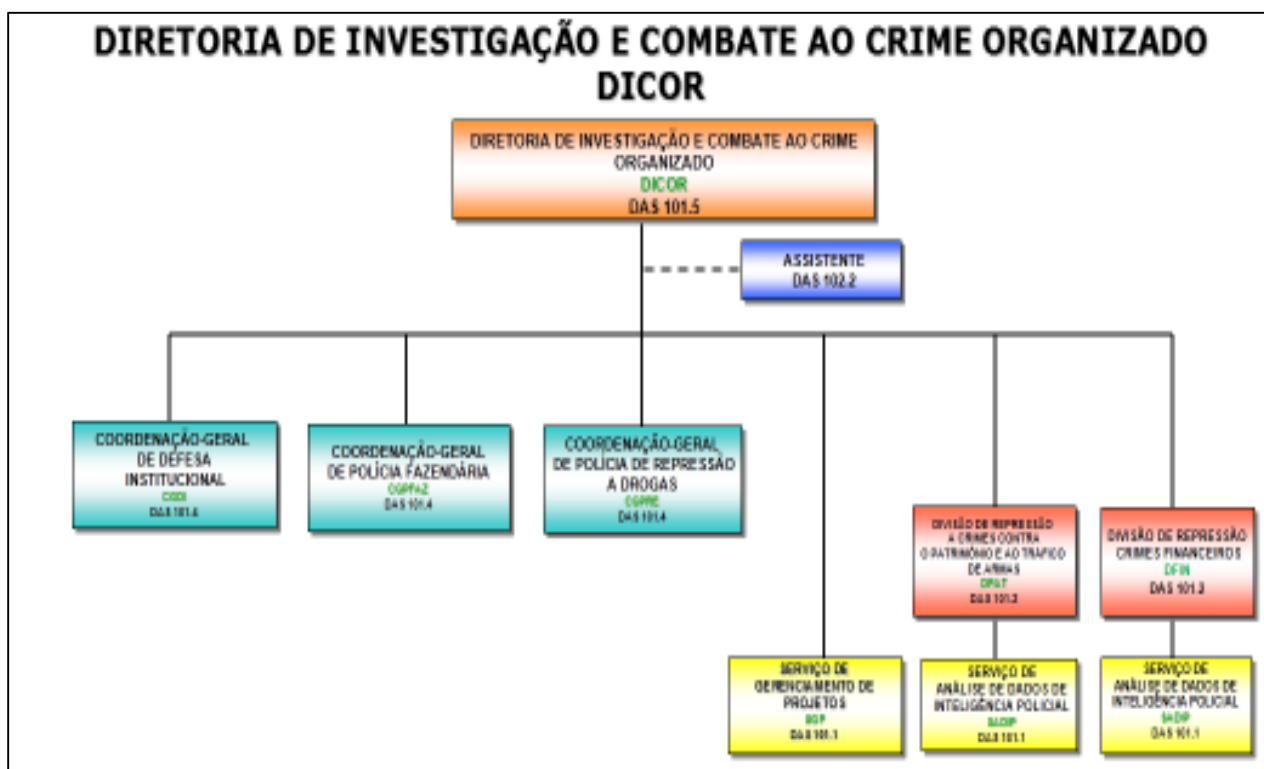 DIRETORIA DE INVESTIGAÇÃO E COMBATE AO CRIME ORGANIZADO
DICOR
DIRETORIA DE INVESTIGAÇÃO E COMBATE AO CRIME
ORGANIZADO
DICOR
DAS 101.5
ASSISTENTE
DAS 102.2
COORDENAÇÃO-GERAL
DE DEFESA
INSTITUCIONAL
CGDI
DAS 101.4
COORDENAÇÃO-GERAL
DE POLÍCIA FAZENDÁRIA
CGPFAZ
DAS 101.4
COORDENAÇÃO-GERAL
DE POLÍCIA DE REPRESSÃO
A DROGAS
CGPRE
DAS 101.4
DIVISÃO DE REPRESSÃO
A CRIMES CONTRA
O PATRIMÔNIO E AO TRÁFICO
DE ARMAS
DPAT
DAS 101.2
DIVISÃO DE REPRESSÃO
CRIMES FINANCEIROS
DFIN
DAS 101.2
SERVIÇO DE
GERENCIAMENTO DE
PROJETOS
SGP
DAS 101.1
SERVIÇO DE
ANÁLISE DE DADOS DE
INTELIGÊNCIA POLICIAL
SADIP
DAS 101.1
SERVIÇO DE
ANÁLISE DE DADOS DE
INTELIGÊNCIA POLICIAL
SADIP
DAS 101.1